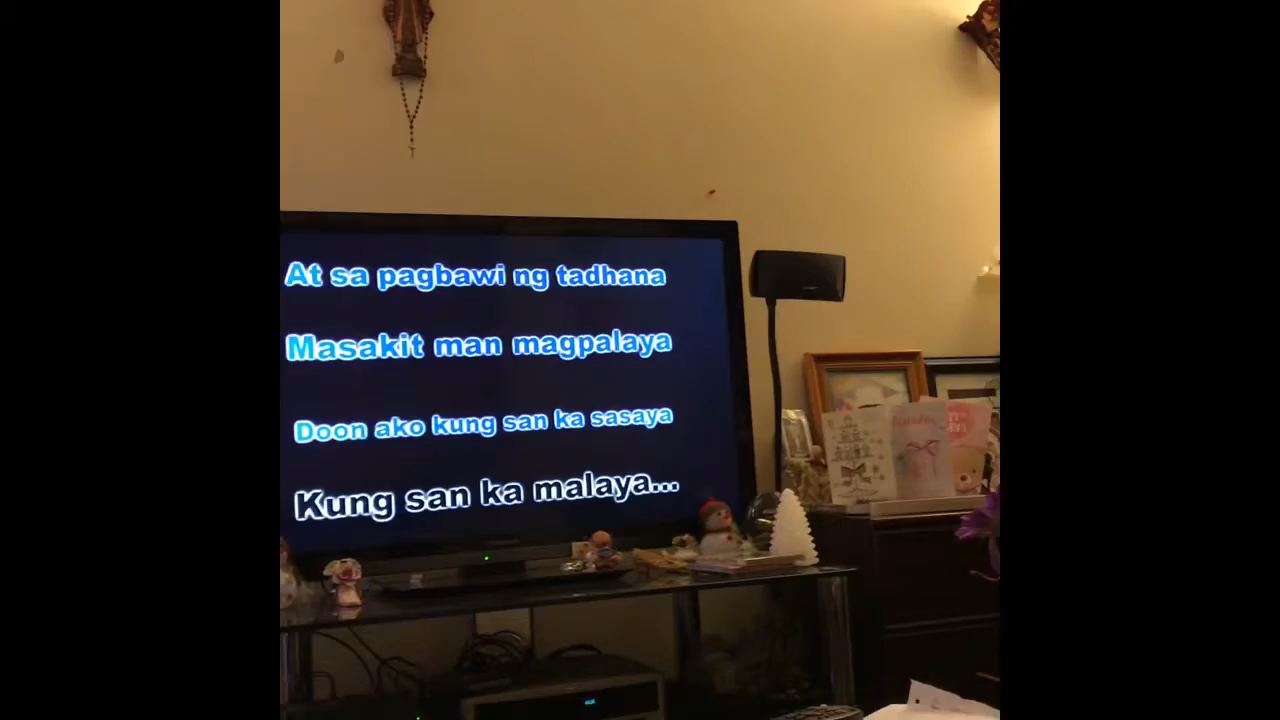 At sa pagbawi ng tadhana
Masakit man magpalaya
Doon ako kung san ka sasaya
Kung san ka malaya...